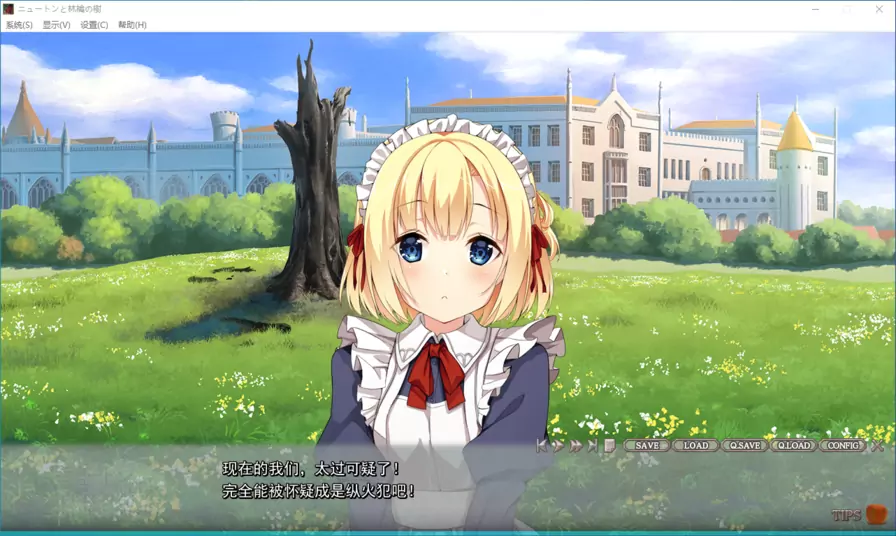 ニュートンと林檎の樹
系统(S) 显示(V) 设置(C) 帮助(H)
现在的我们，太过可疑了！
完全能被怀疑成是纵火犯吧！
SAVE LOAD Q.SAVE Q.LOAD CONFIG
TIPS